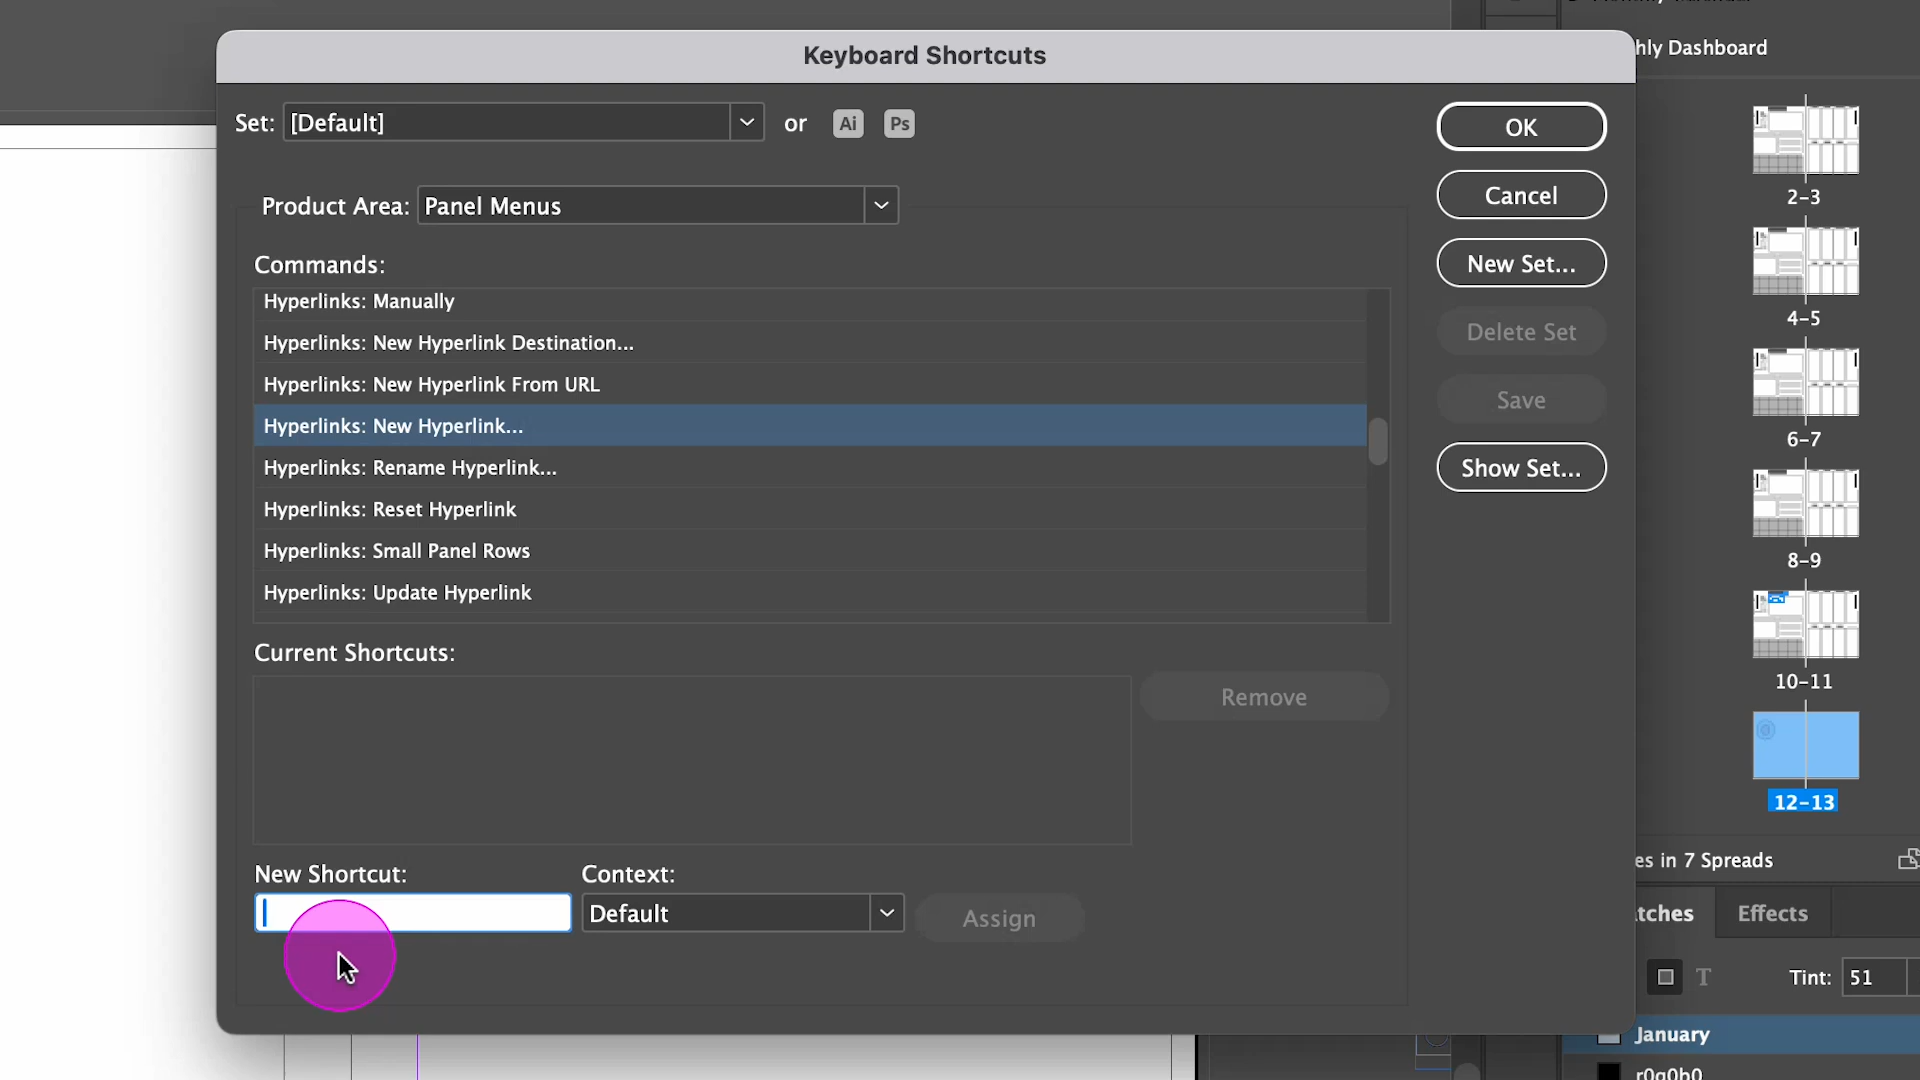 Keyboard Shortcuts
hly Dashboard
Set: [Default] or Ai Ps
OK
Product Area: Panel Menus
Cancel
2-3
Commands:
New Set...
Hyperlinks: Manually
Hyperlinks: New Hyperlink Destination...
Delete Set
4-5
Hyperlinks: New Hyperlink From URL
Save
Hyperlinks: New Hyperlink...
6-7
Hyperlinks: Rename Hyperlink...
Show Set...
Hyperlinks: Reset Hyperlink
Hyperlinks: Small Panel Rows
8-9
Hyperlinks: Update Hyperlink
Current Shortcuts:
10-11
Remove
12-13
es in 7 Spreads
New Shortcut: Context:
Default
Assign
tches Effects
T Tint: 51
January
r0g0b0